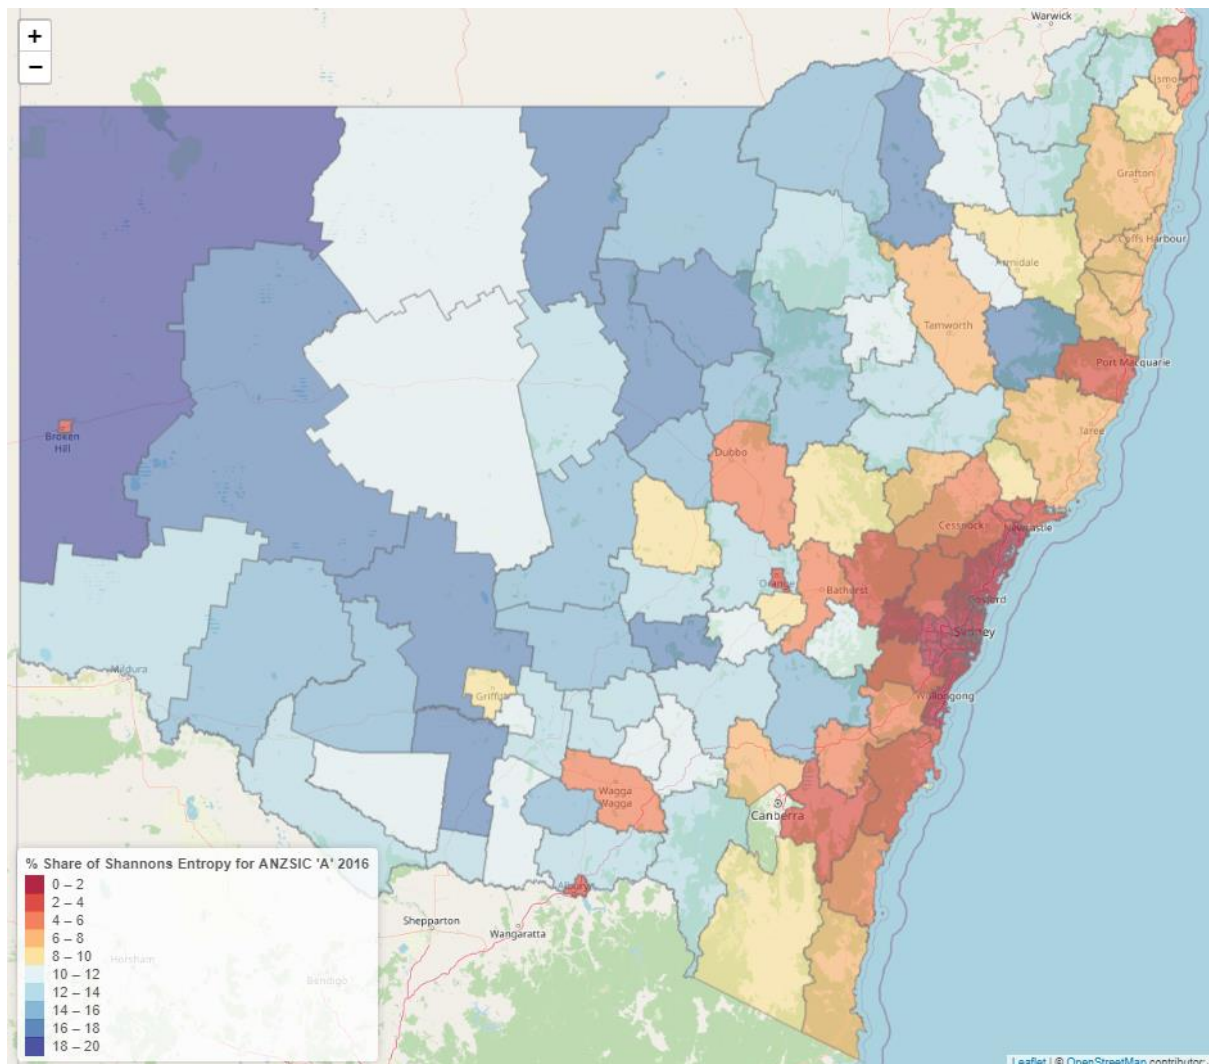 Warwick
+
−
Lismore
Grafton
Coffs Harbour
Armidale
Tamworth
Port Macquarie
Broken
Hill
Taree
Dubbo
Cessnock
Newcastle
Orange
Bathurst
Gosford
Sydney
Mildura
Griffith
Wollongong
Wagga
Wagga
Canberra
% Share of Shannons Entropy for ANZSIC 'A' 2016
0 – 2
2 – 4
4 – 6
6 – 8
8 – 10
10 – 12
12 – 14
14 – 16
16 – 18
18 – 20
Albury
Shepparton
Wangaratta
Horsham
Bendigo
Leaflet | © OpenStreetMap contributor